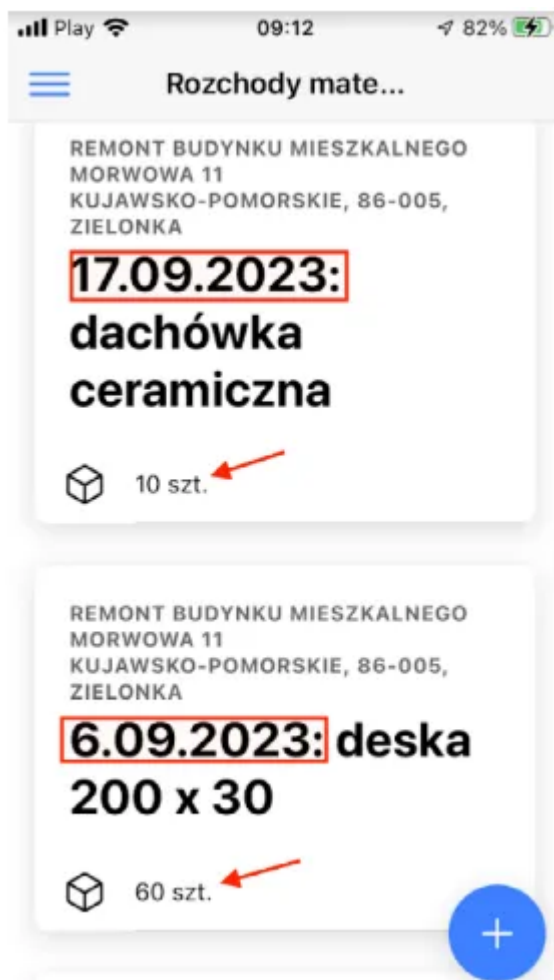 Play 09:12 82%
Rozchody mate...
REMONT BUDYNKU MIESZKALNEGO
MORWOWA 11
KUJAWSKO-POMORSKIE, 86-005,
ZIELONKA
17.09.2023:
dachówka
ceramiczna
10 szt.
REMONT BUDYNKU MIESZKALNEGO
MORWOWA 11
KUJAWSKO-POMORSKIE, 86-005,
ZIELONKA
6.09.2023: deska
200 x 30
60 szt.
+